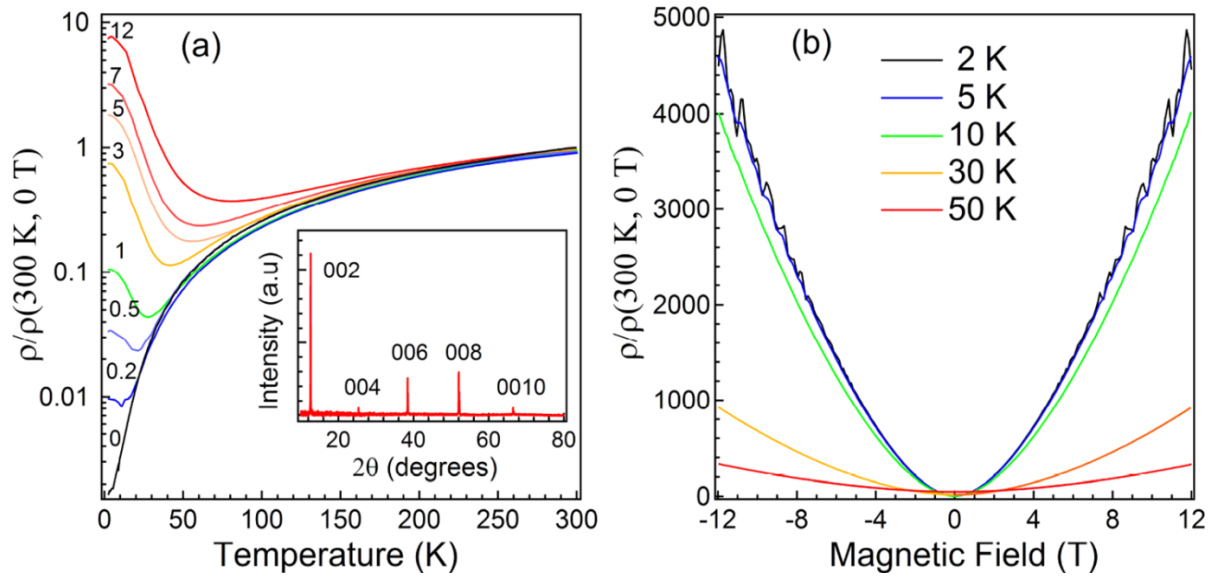 (a)
ρ/ρ(300 K, 0 T)
10
1
0.1
0.01
12
7
5
3
1
0.5
0.2
0
0 50 100 150 200 250 300
Temperature (K)
Intensity (a.u)
002
004
006
008
0010
20 40 60 80
2θ (degrees)
(b)
ρ/ρ(300 K, 0 T)
5000
4000
3000
2000
1000
0
2 K
5 K
10 K
30 K
50 K
-12 -8 -4 0 4 8 12
Magnetic Field (T)